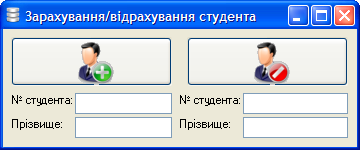 Зарахування/відрахування студента
№ студента: № студента:
Прізвище: Прізвище: